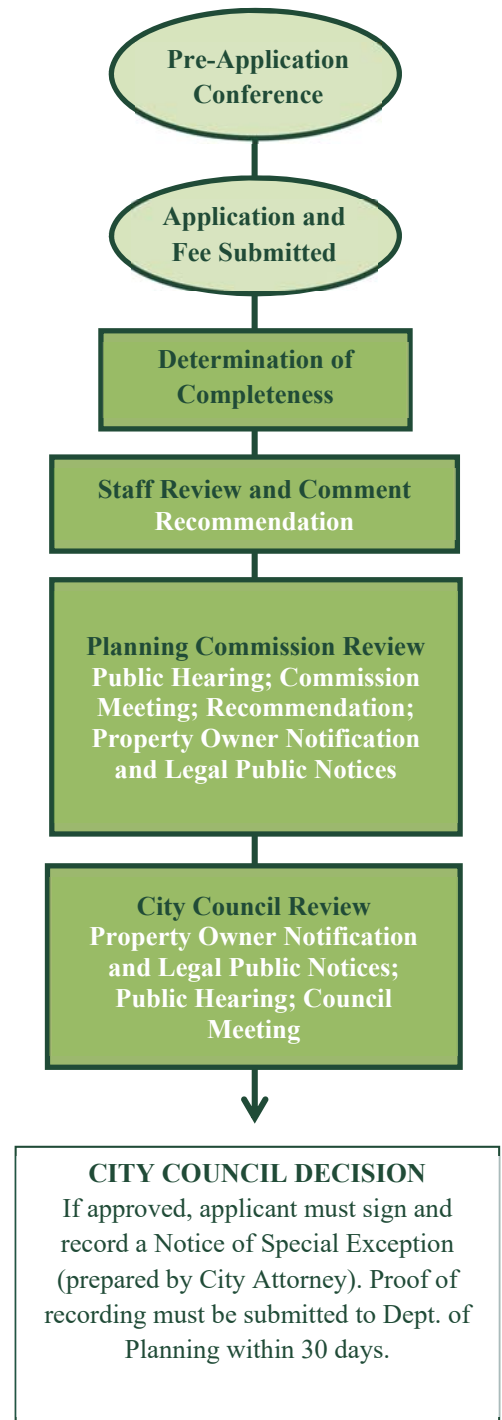 Pre-Application
Conference
Application and
Fee Submitted
Determination of
Completeness
Staff Review and Comment
Recommendation
Planning Commission Review
Public Hearing; Commission
Meeting; Recommendation;
Property Owner Notification
and Legal Public Notices
City Council Review
Property Owner Notification
and Legal Public Notices;
Public Hearing; Council
Meeting
CITY COUNCIL DECISION
If approved, applicant must sign and
record a Notice of Special Exception
(prepared by City Attorney). Proof of
recording must be submitted to Dept. of
Planning within 30 days.